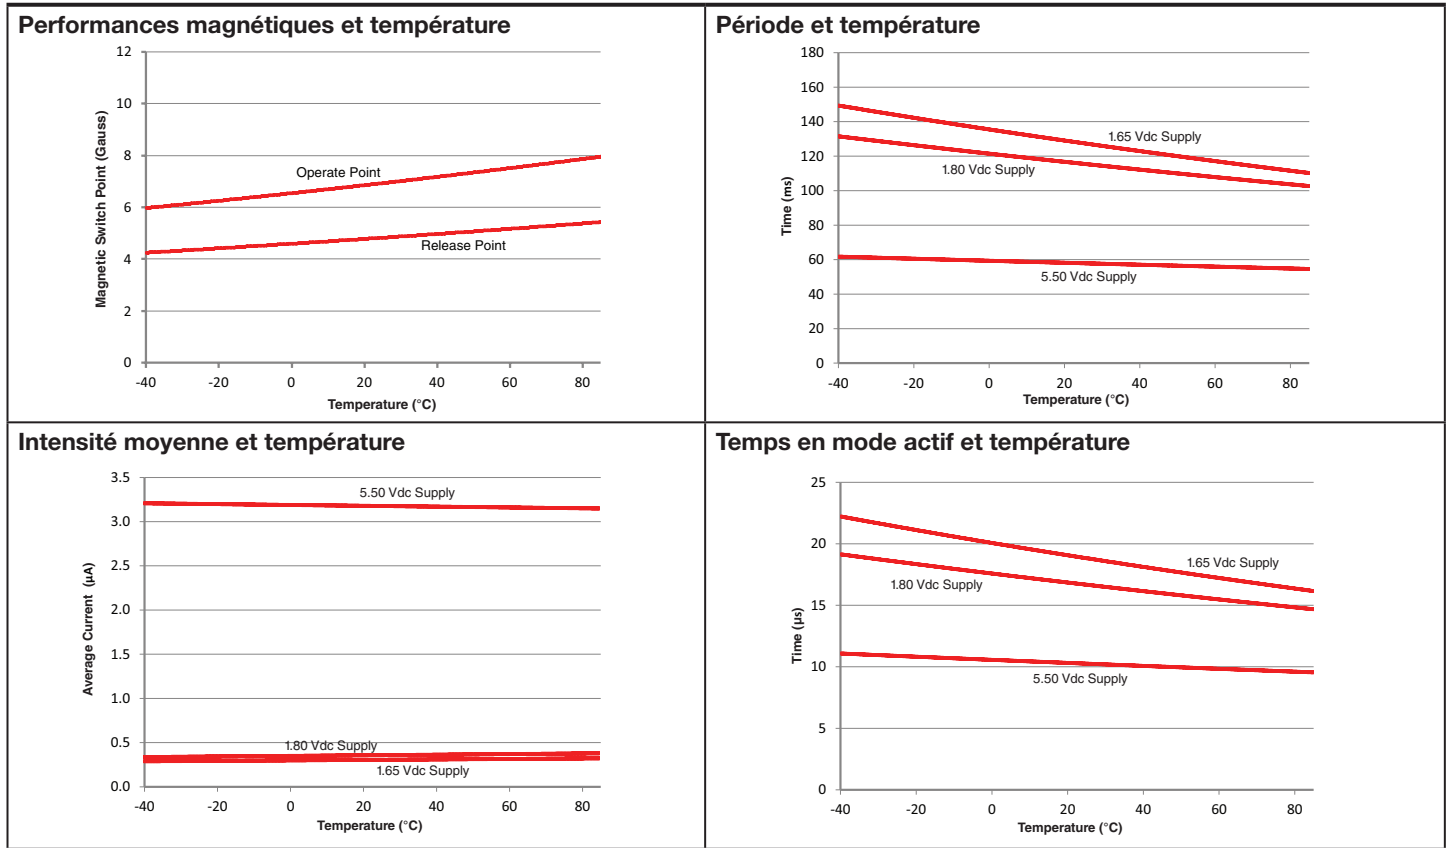 Performances magnétiques et température
12
10
8
6
4
2
0
Magnetic Switch Point (Gauss)
Operate Point
Release Point
-40 -20 0 20 40 60 80
Temperature (°C)
Période et température
180
160
140
120
100
80
60
40
20
0
Time (ms)
1.65 Vdc Supply
1.80 Vdc Supply
5.50 Vdc Supply
-40 -20 0 20 40 60 80
Temperature (°C)
Intensité moyenne et température
3.5
3.0
2.5
2.0
1.5
1.0
0.5
0.0
Average Current (µA)
5.50 Vdc Supply
1.80 Vdc Supply
1.65 Vdc Supply
-40 -20 0 20 40 60 80
Temperature (°C)
Temps en mode actif et température
25
20
15
10
5
0
Time (µs)
1.65 Vdc Supply
1.80 Vdc Supply
5.50 Vdc Supply
-40 -20 0 20 40 60 80
Temperature (°C)